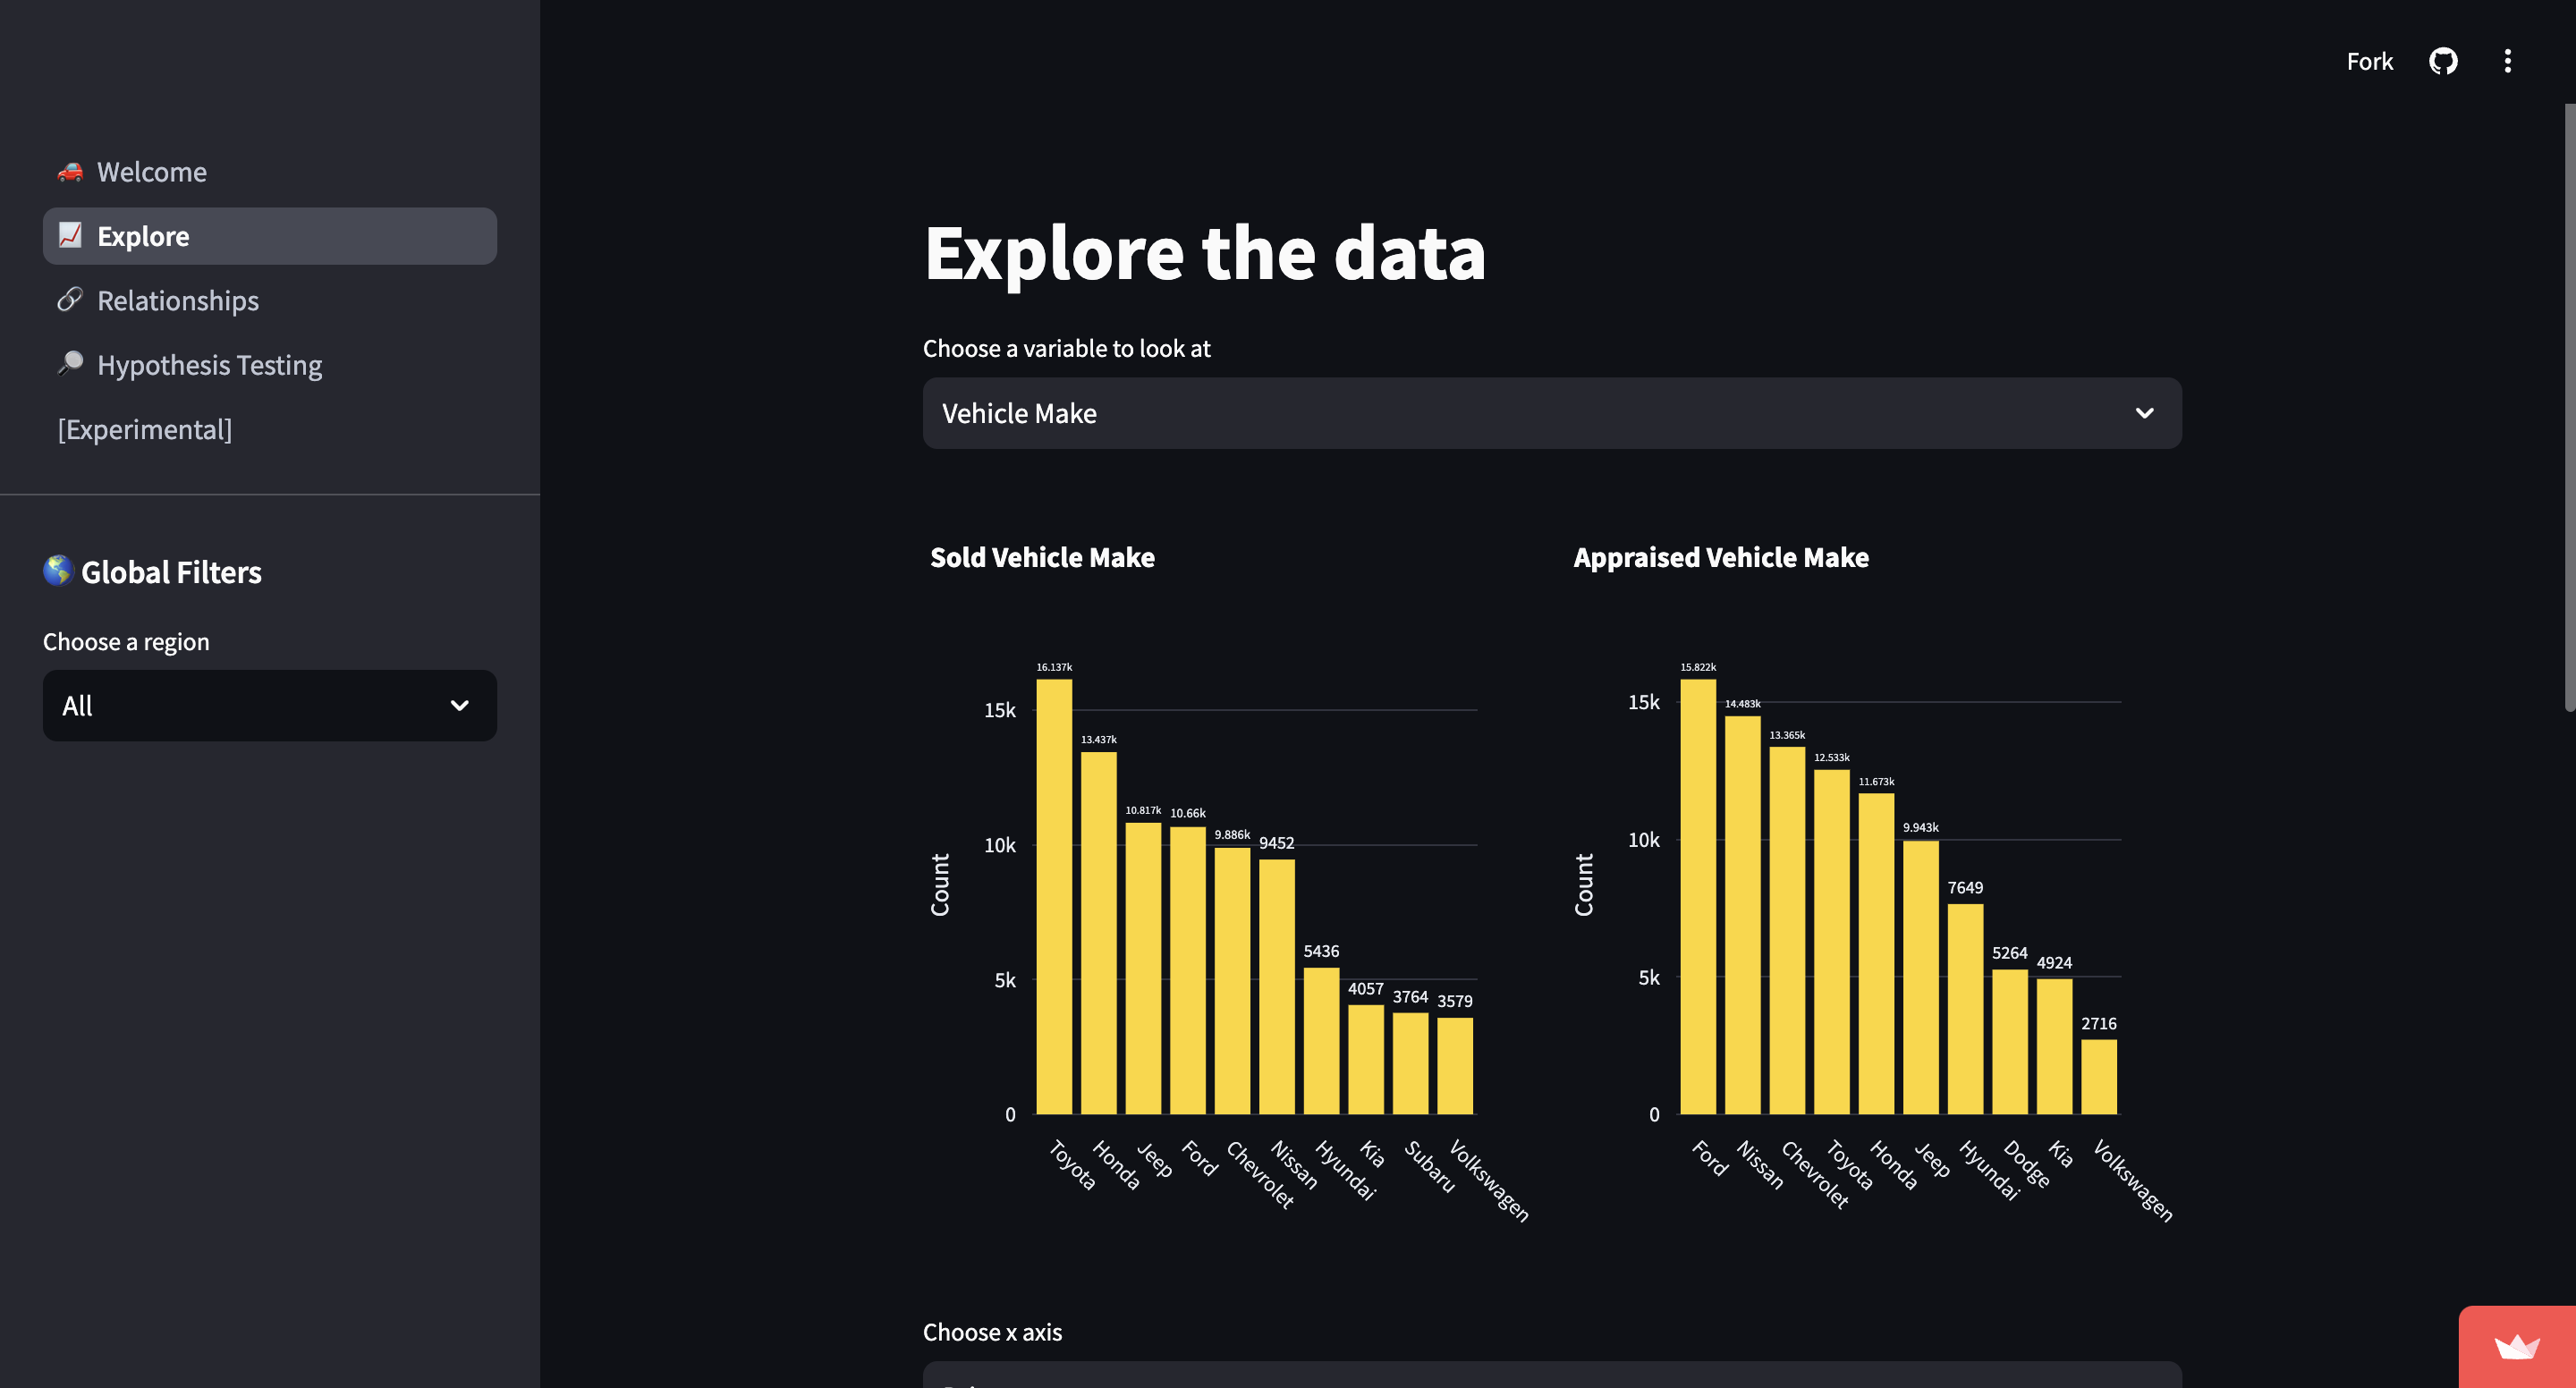 Fork
Welcome
Explore
Relationships
Hypothesis Testing
[Experimental]
Global Filters
Choose a region
All
Explore the data
Choose a variable to look at
Vehicle Make
Sold Vehicle Make
Count
15k
10k
5k
0
16.137k
13.437k
10.817k
10.66k
9.886k
9452
5436
4057
3764
3579
Toyota
Honda
Jeep
Ford
Chevrolet
Nissan
Hyundai
Kia
Subaru
Volkswagen
Appraised Vehicle Make
Count
15k
10k
5k
0
15.822k
14.483k
13.365k
12.533k
11.673k
9.943k
7649
5264
4924
2716
Ford
Nissan
Chevrolet
Toyota
Honda
Jeep
Hyundai
Dodge
Kia
Volkswagen
Choose x axis